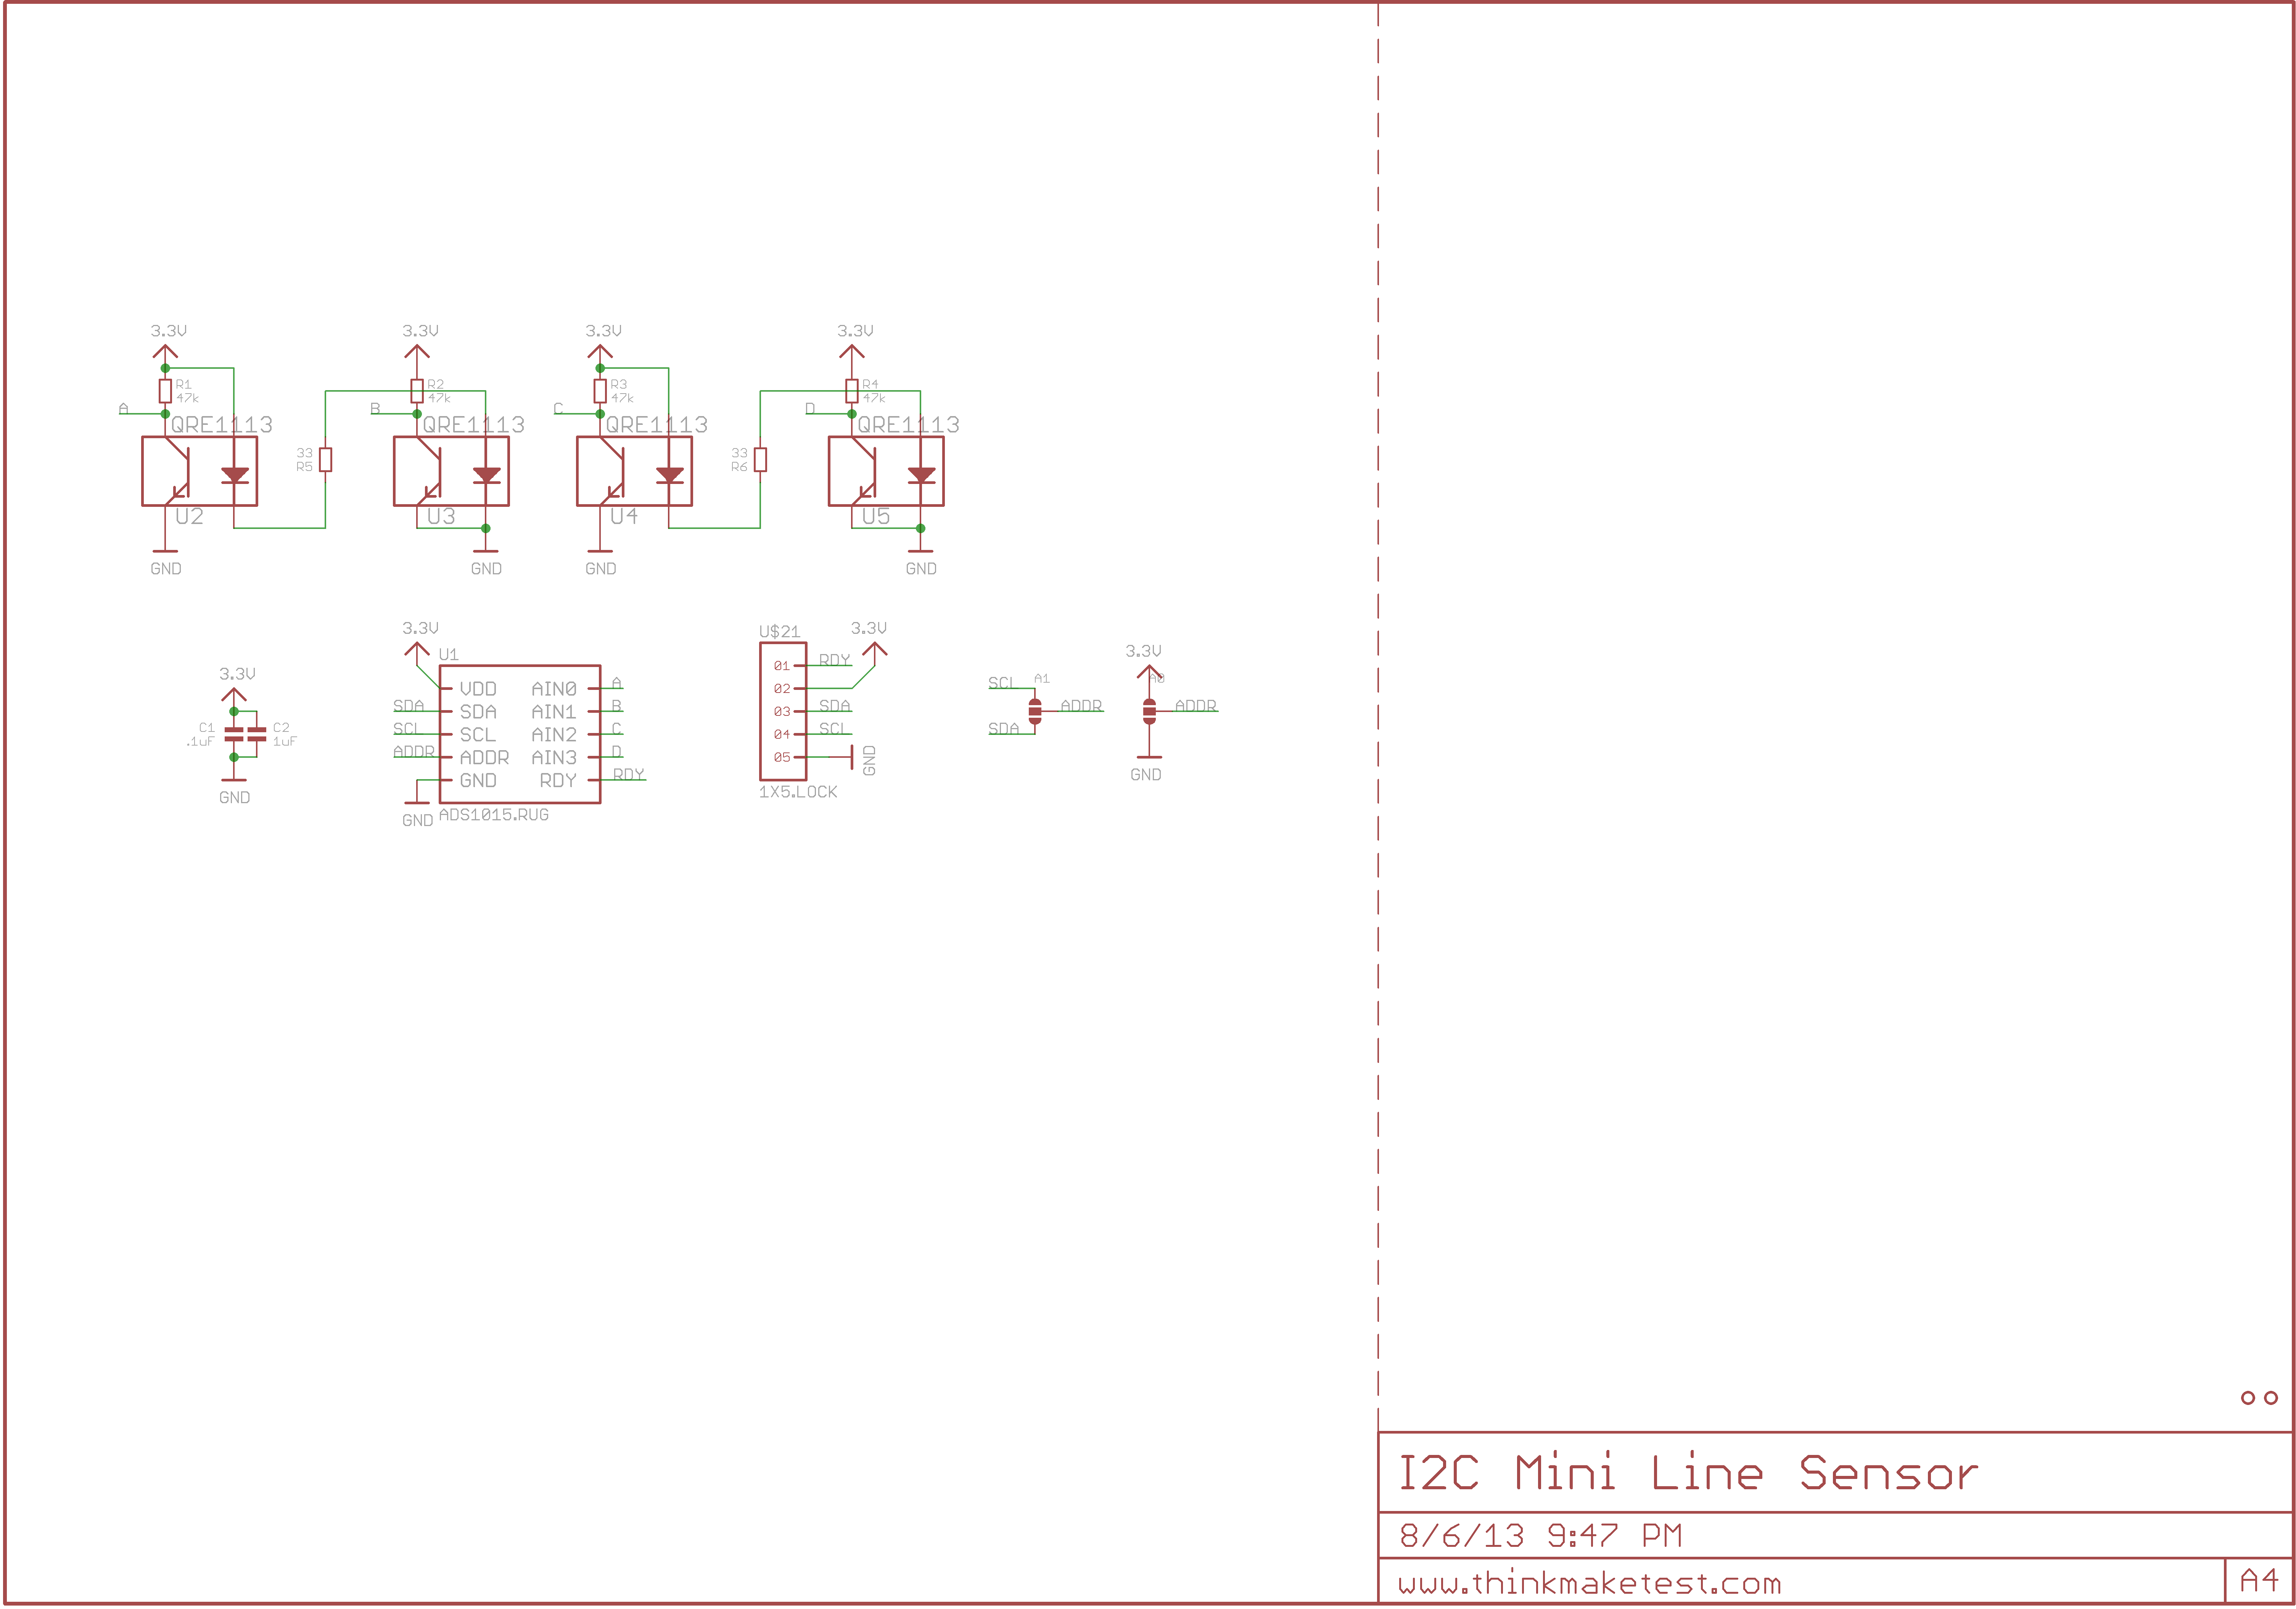 3.3V 3.3V 3.3V 3.3V
R1 R2 R3 R4
47k 47k 47k 47k
A B C D
QRE1113 QRE1113 QRE1113 QRE1113
33 33
R5 R6
U2 U3 U4 U5
GND GND GND GND
3.3V
C1 C2
.1uF 1uF
GND
3.3V
U1
VDD AIN0 A
SDA SDA AIN1 B
SCL SCL AIN2 C
ADDR ADDR AIN3 D
GND RDY RDY
GND ADS1015.RUG
U$21 3.3V
01 RDY
02
03 SDA
04 SCL
05 GND
1X5.LOCK
A1
SCL
ADDR
SDA
3.3V
A0
ADDR
GND
I2C Mini Line Sensor
8/6/13 9:47 PM
www.thinkmaketest.com A4